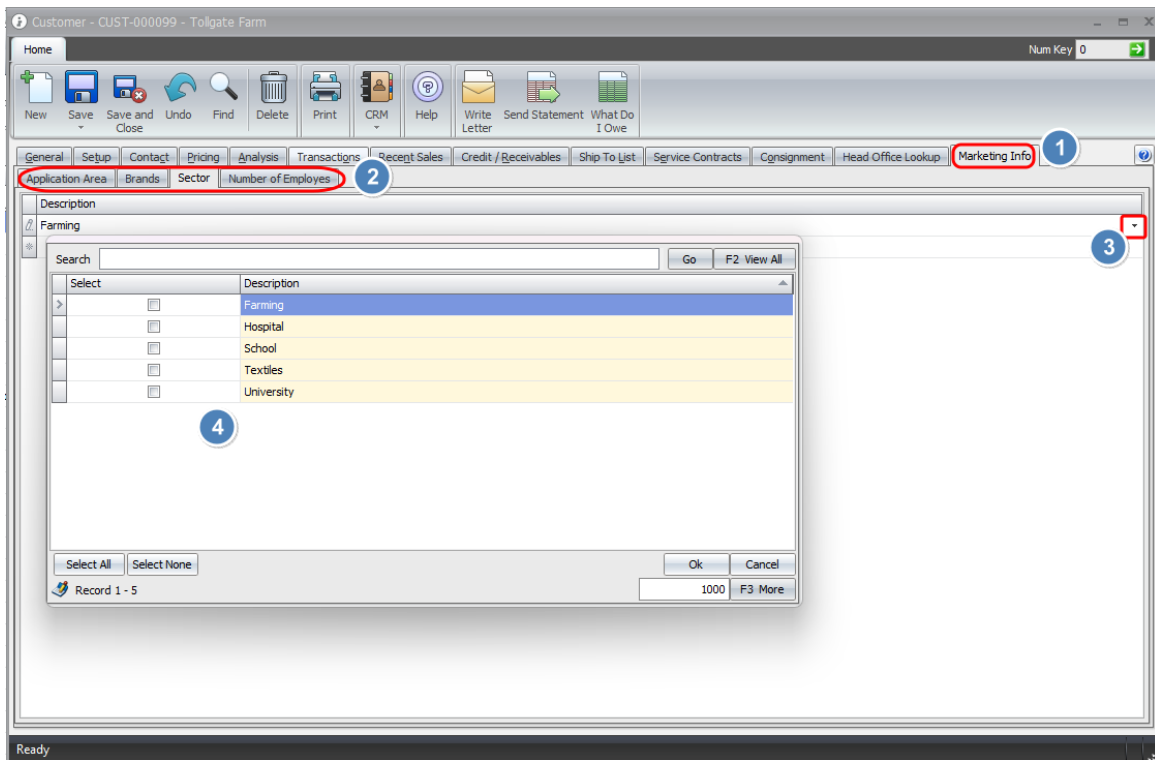 Customer - CUST-000099 - Tollgate Farm
Home
Num Key 0
New Save Save and Close Undo Find Delete Print CRM Help Write Letter Send Statement What Do I Owe
General Setup Contact Pricing Analysis Transactions Recent Sales Credit / Receivables Ship To List Service Contracts Consignment Head Office Lookup Marketing Info 1
Application Area Brands Sector Number of Employes 2
Description
Farming
3
Search Go F2 View All
Select Description
Farming
Hospital
School
Textiles
University
4
Select All Select None Ok Cancel
Record 1 - 5 1000 F3 More
Ready